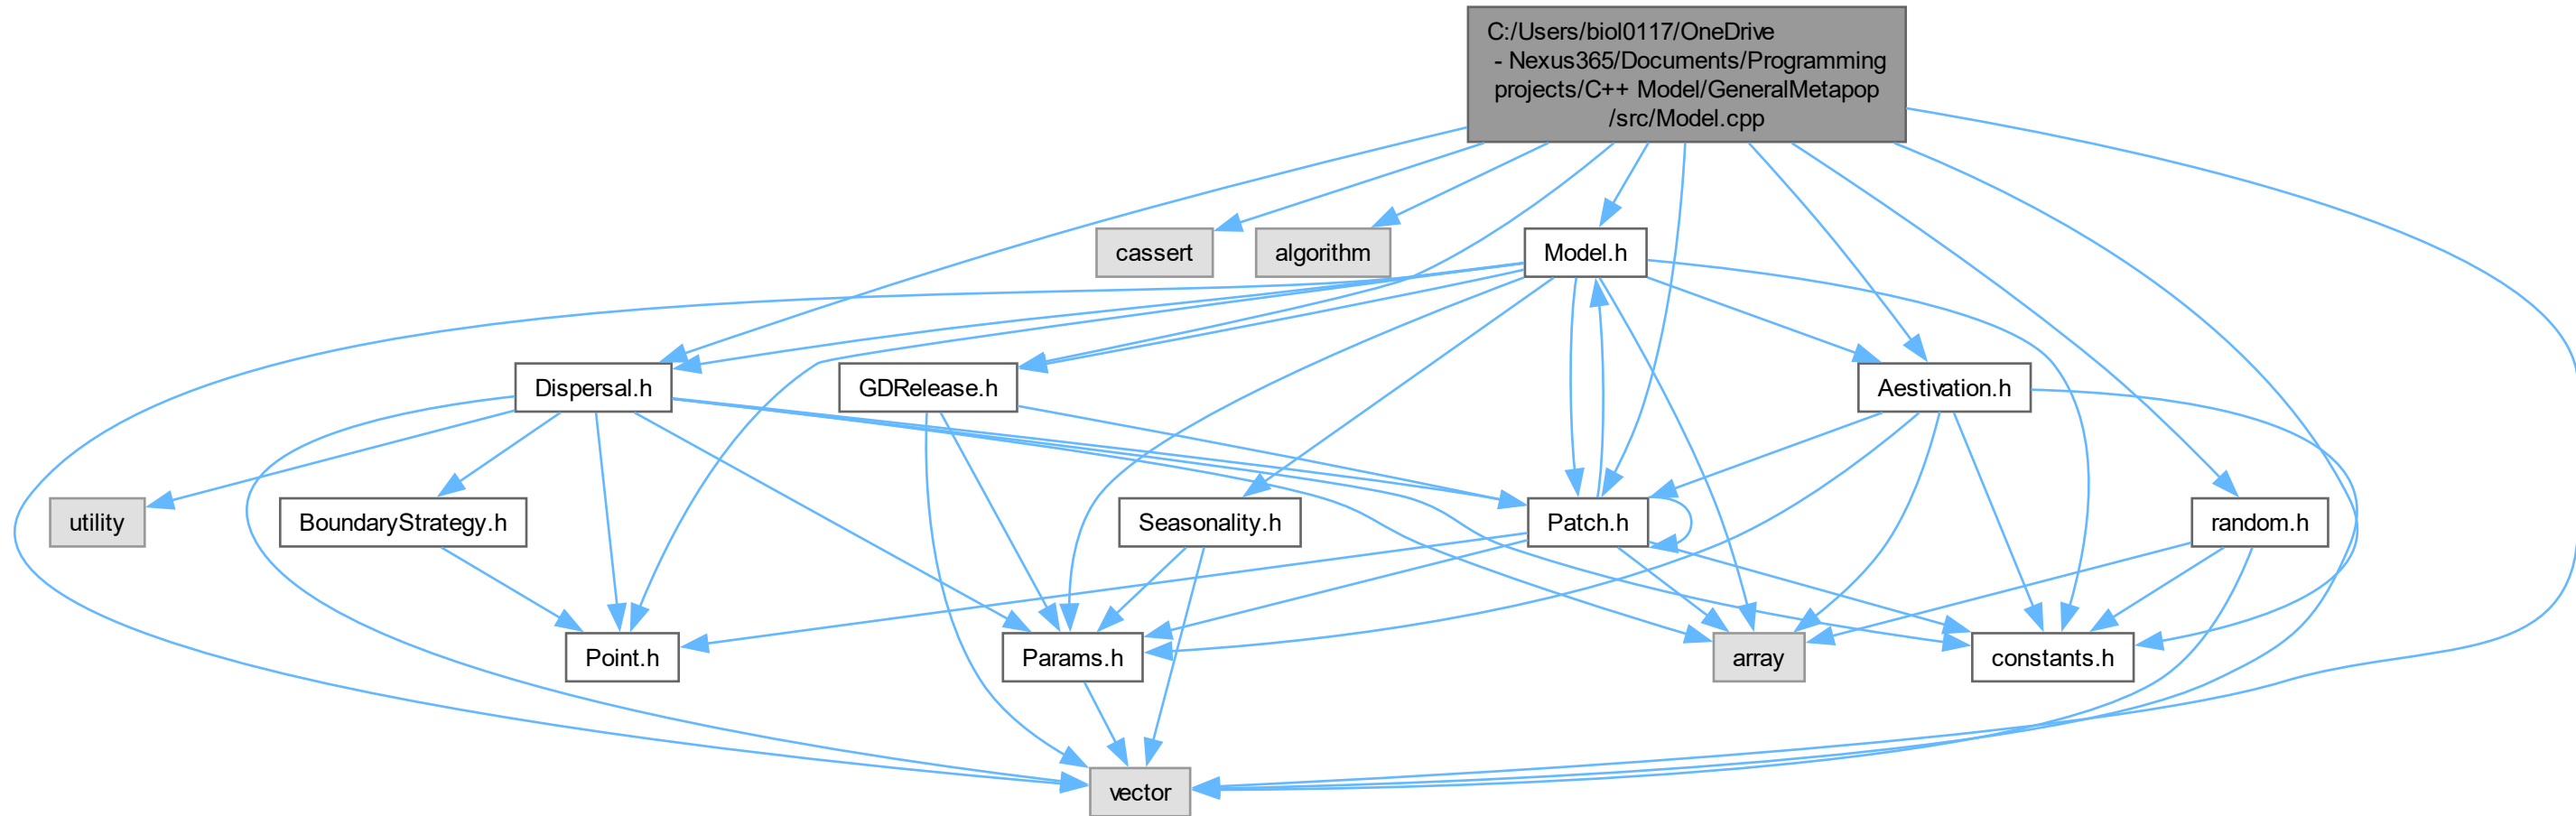 C:/Users/biol0117/OneDrive
- Nexus365/Documents/Programming
projects/C++ Model/GeneralMetapop
/src/Model.cpp
cassert
algorithm
Model.h
Dispersal.h
GDRelease.h
Aestivation.h
utility
BoundaryStrategy.h
Seasonality.h
Patch.h
random.h
Point.h
Params.h
array
constants.h
vector